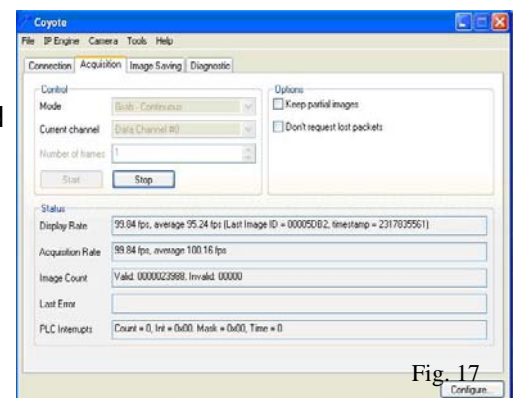 Coyote
File IP Engine Camera Tools Help
Connection Acquisition Image Saving Diagnostic
Control
Mode Grab - Continuous
Current channel Data Channel #0
Number of frames 1
Start Stop
Options
Keep partial images
Don't request lost packets
Status
Display Rate 99.84 fps, average 95.24 fps (Last Image ID = 00005DB2, timestamp = 2317835561)
Acquisition Rate 99.84 fps, average 100.16 fps
Image Count Valid: 0000023988, Invalid: 00000
Last Error
PLC Interrupts Count = 0, Int = 0x00, Mask = 0x00, Time = 0
Fig. 17
Configure...